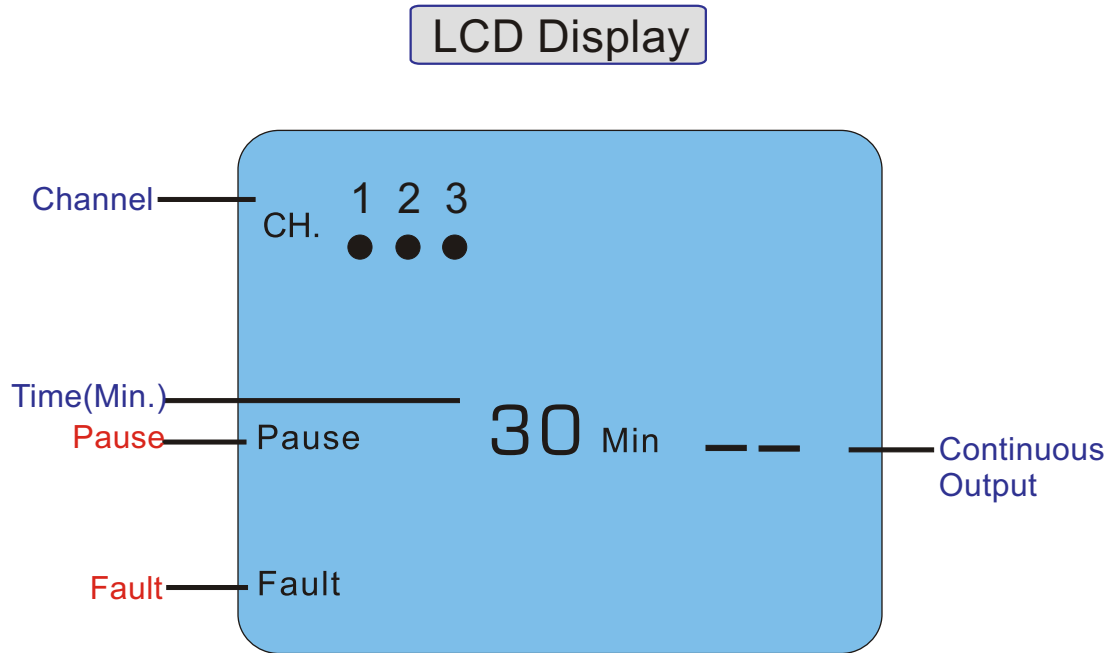 LCD Display
Channel
CH.
1 2 3
Time(Min.)
Pause
Pause
30 Min
Continuous
Output
Fault
Fault